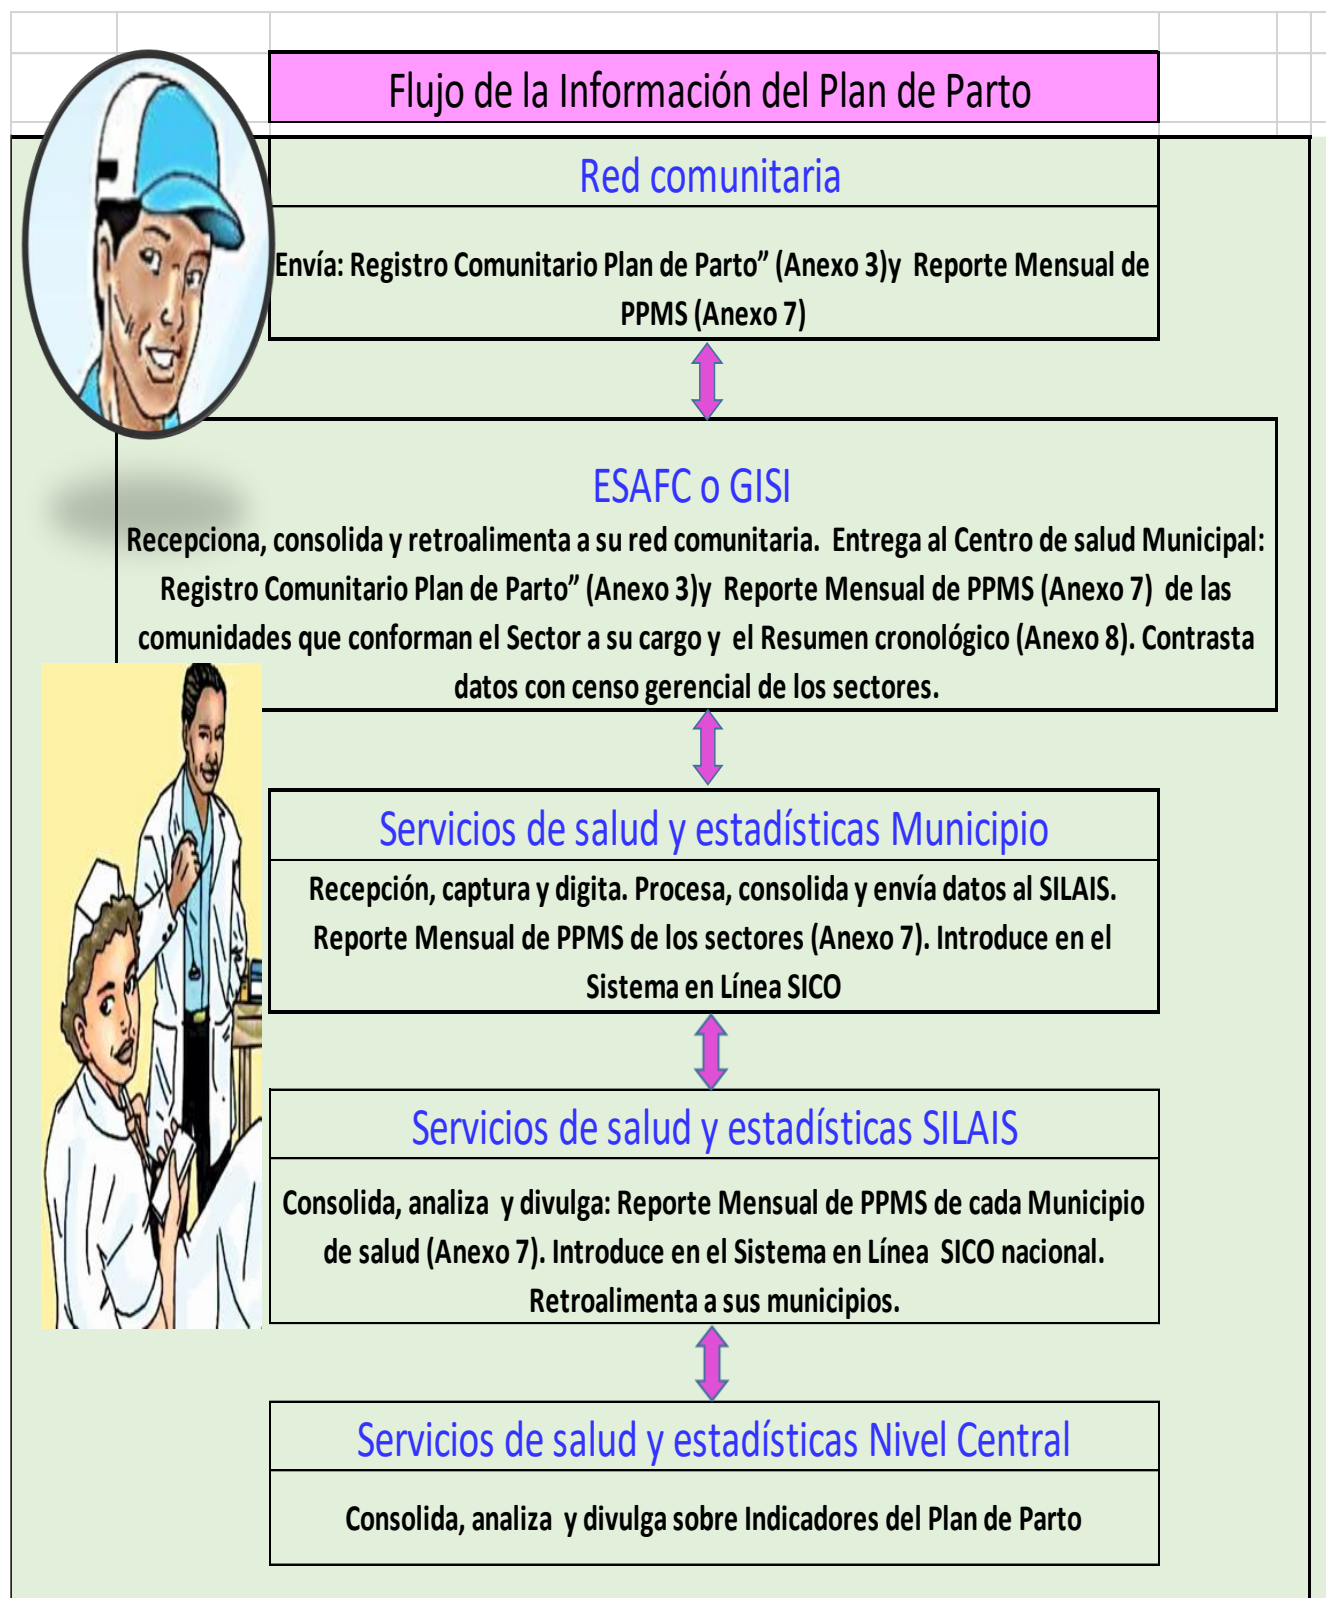 Flujo de la Información del Plan de Parto
Red comunitaria
Envía: Registro Comunitario Plan de Parto” (Anexo 3)y Reporte Mensual de
PPMS (Anexo 7)
ESAFC o GISI
Recepciona, consolida y retroalimenta a su red comunitaria. Entrega al Centro de salud Municipal:
Registro Comunitario Plan de Parto” (Anexo 3)y Reporte Mensual de PPMS (Anexo 7) de las
comunidades que conforman el Sector a su cargo y el Resumen cronológico (Anexo 8). Contrasta
datos con censo gerencial de los sectores.
Servicios de salud y estadísticas Municipio
Recepción, captura y digita. Procesa, consolida y envía datos al SILAIS.
Reporte Mensual de PPMS de los sectores (Anexo 7). Introduce en el
Sistema en Línea SICO
Servicios de salud y estadísticas SILAIS
Consolida, analiza y divulga: Reporte Mensual de PPMS de cada Municipio
de salud (Anexo 7). Introduce en el Sistema en Línea SICO nacional.
Retroalimenta a sus municipios.
Servicios de salud y estadísticas Nivel Central
Consolida, analiza y divulga sobre Indicadores del Plan de Parto